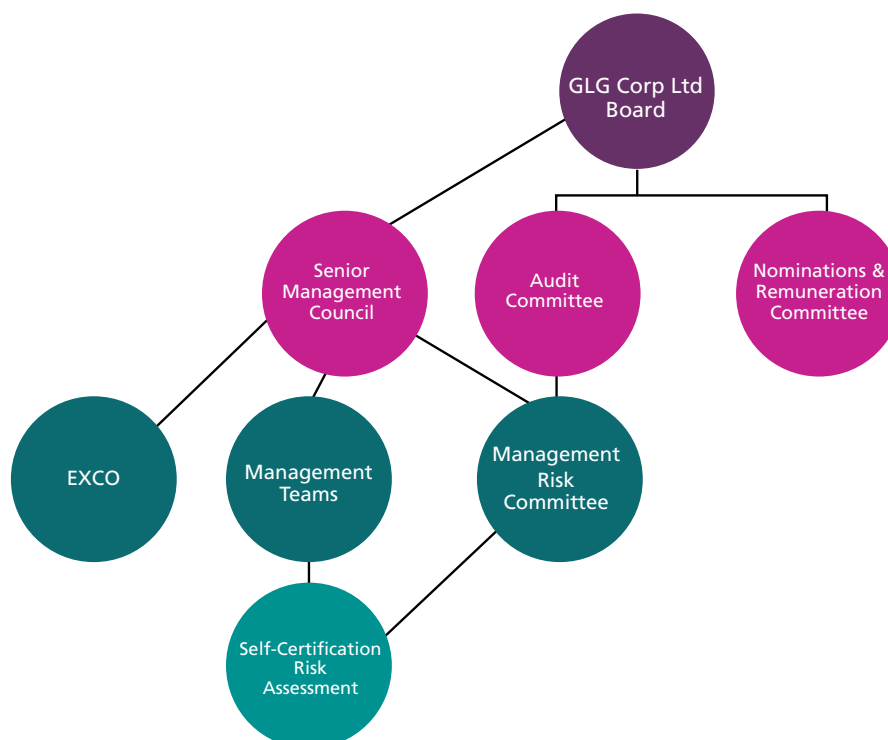 GLG Corp Ltd
Board
Senior
Management
Council
Audit
Committee
Nominations &
Remuneration
Committee
EXCO
Management
Teams
Management
Risk
Committee
Self-Certification
Risk
Assessment